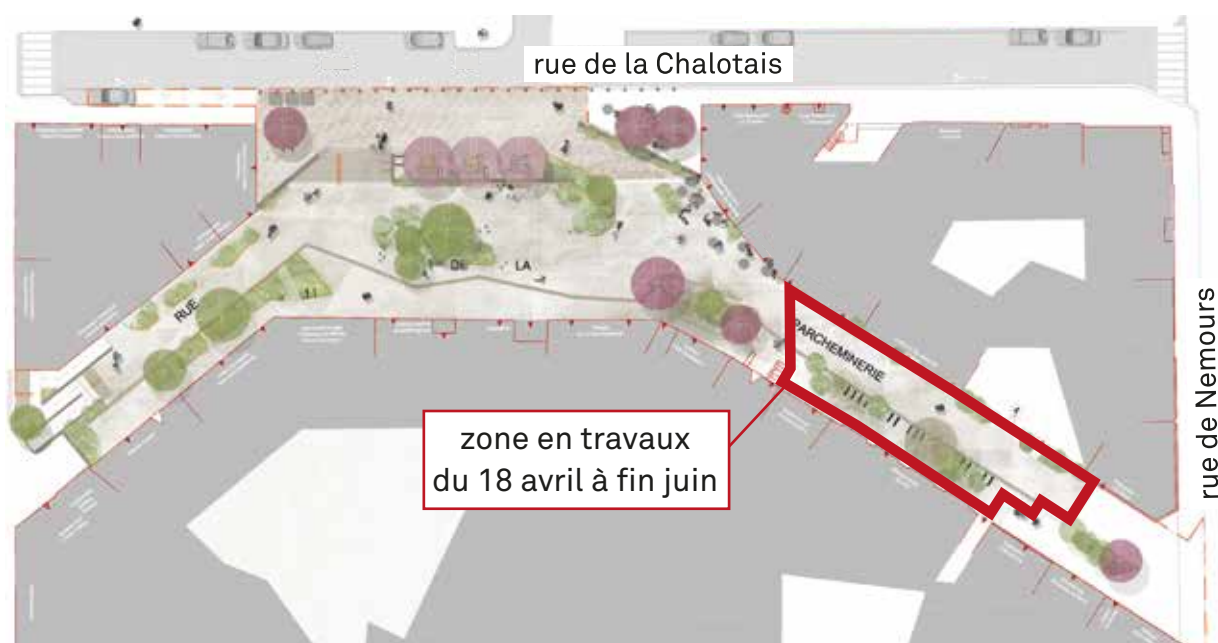 rue de la Chalotais
RUE
DE
LA
PARCHEMINERIE
zone en travaux
du 18 avril à fin juin
rue de Nemours